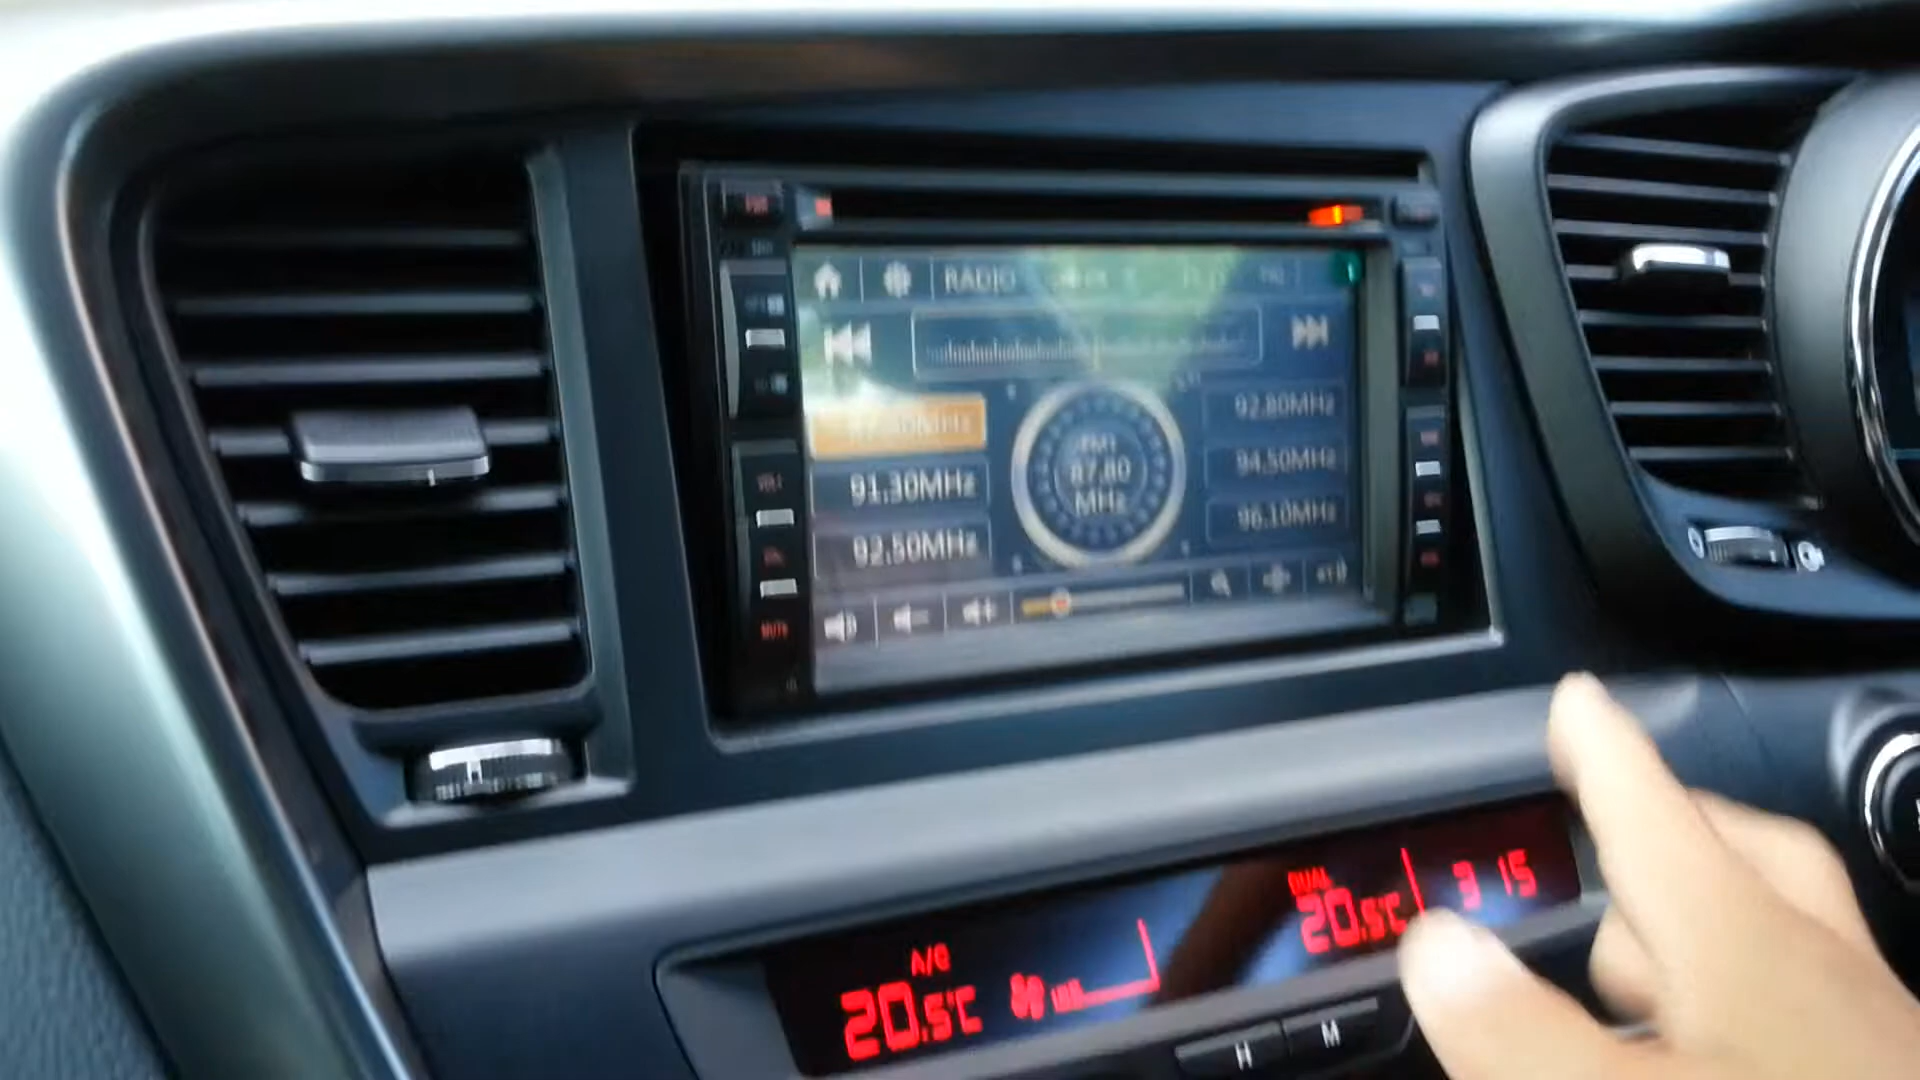 RADIO
92.80MHz
91.30MHz
FM1
87.80
MHz
94.50MHz
92.50MHz
96.10MHz
MUTE
A/C
20.5°C
DUAL
20.5°C
3 15
H
M